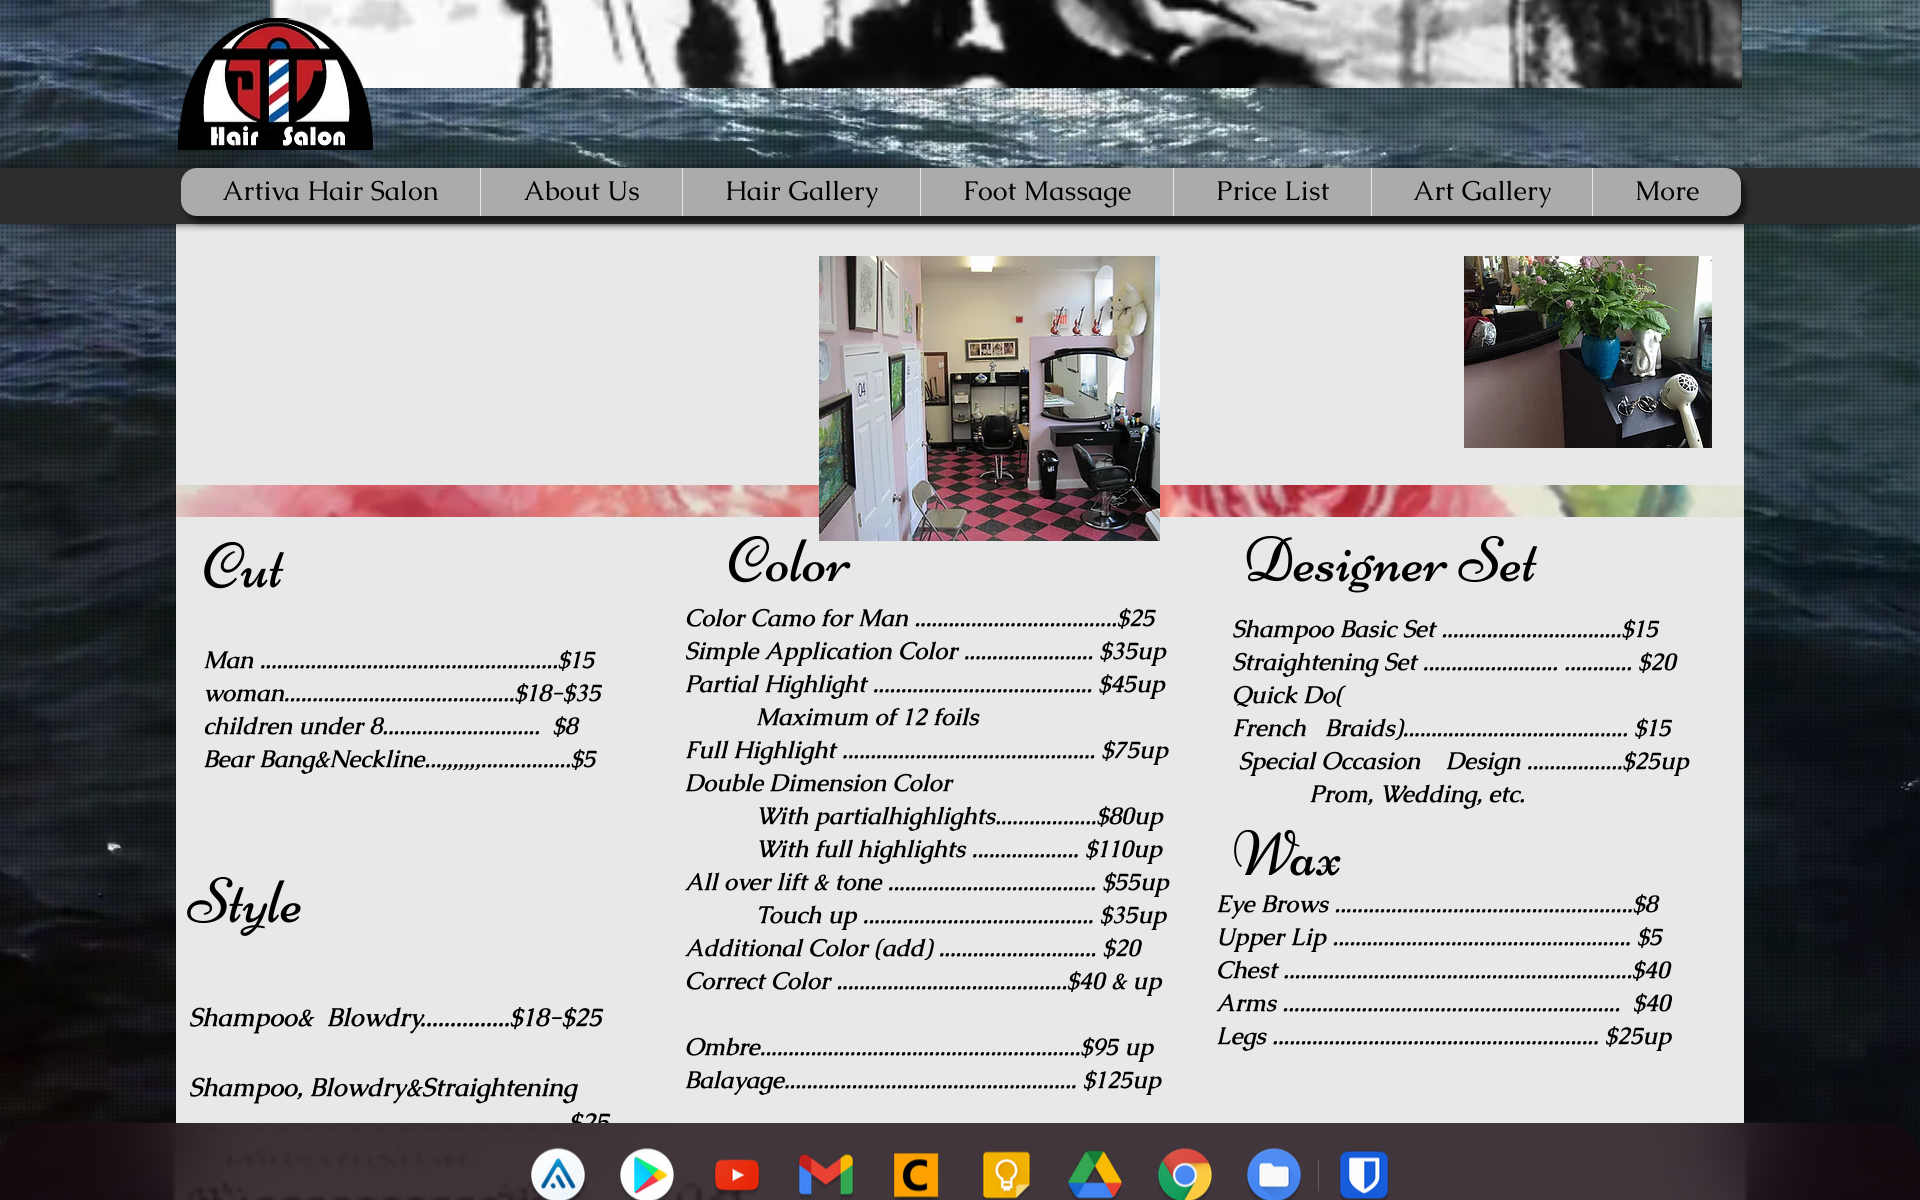 Hair Salon
Artiva Hair Salon
About Us
Hair Gallery
Foot Massage
Price List
Art Gallery
More
04
Cut
Man .....................................................$15
woman.........................................$18-$35
children under 8............................ $8
Bear Bang&Neckline...,,,,,,,,................$5
Style
Shampoo& Blowdry...............$18-$25
Shampoo, Blowdry&Straightening
$25
Color
Color Camo for Man ....................................$25
Simple Application Color ....................... $35up
Partial Highlight ....................................... $45up
Maximum of 12 foils
Full Highlight ............................................. $75up
Double Dimension Color
With partialhighlights..................$80up
With full highlights ................... $110up
All over lift & tone ..................................... $55up
Touch up ......................................... $35up
Additional Color (add) ............................ $20
Correct Color .........................................$40 & up
Ombre.........................................................$95 up
Balayage.................................................... $125up
Designer Set
Shampoo Basic Set ................................$15
Straightening Set ........................ ............ $20
Quick Do(
French Braids)........................................ $15
Special Occasion Design .................$25up
Prom, Wedding, etc.
Wax
Eye Brows .....................................................$8
Upper Lip ..................................................... $5
Chest ..............................................................$40
Arms ............................................................ $40
Legs .......................................................... $25up